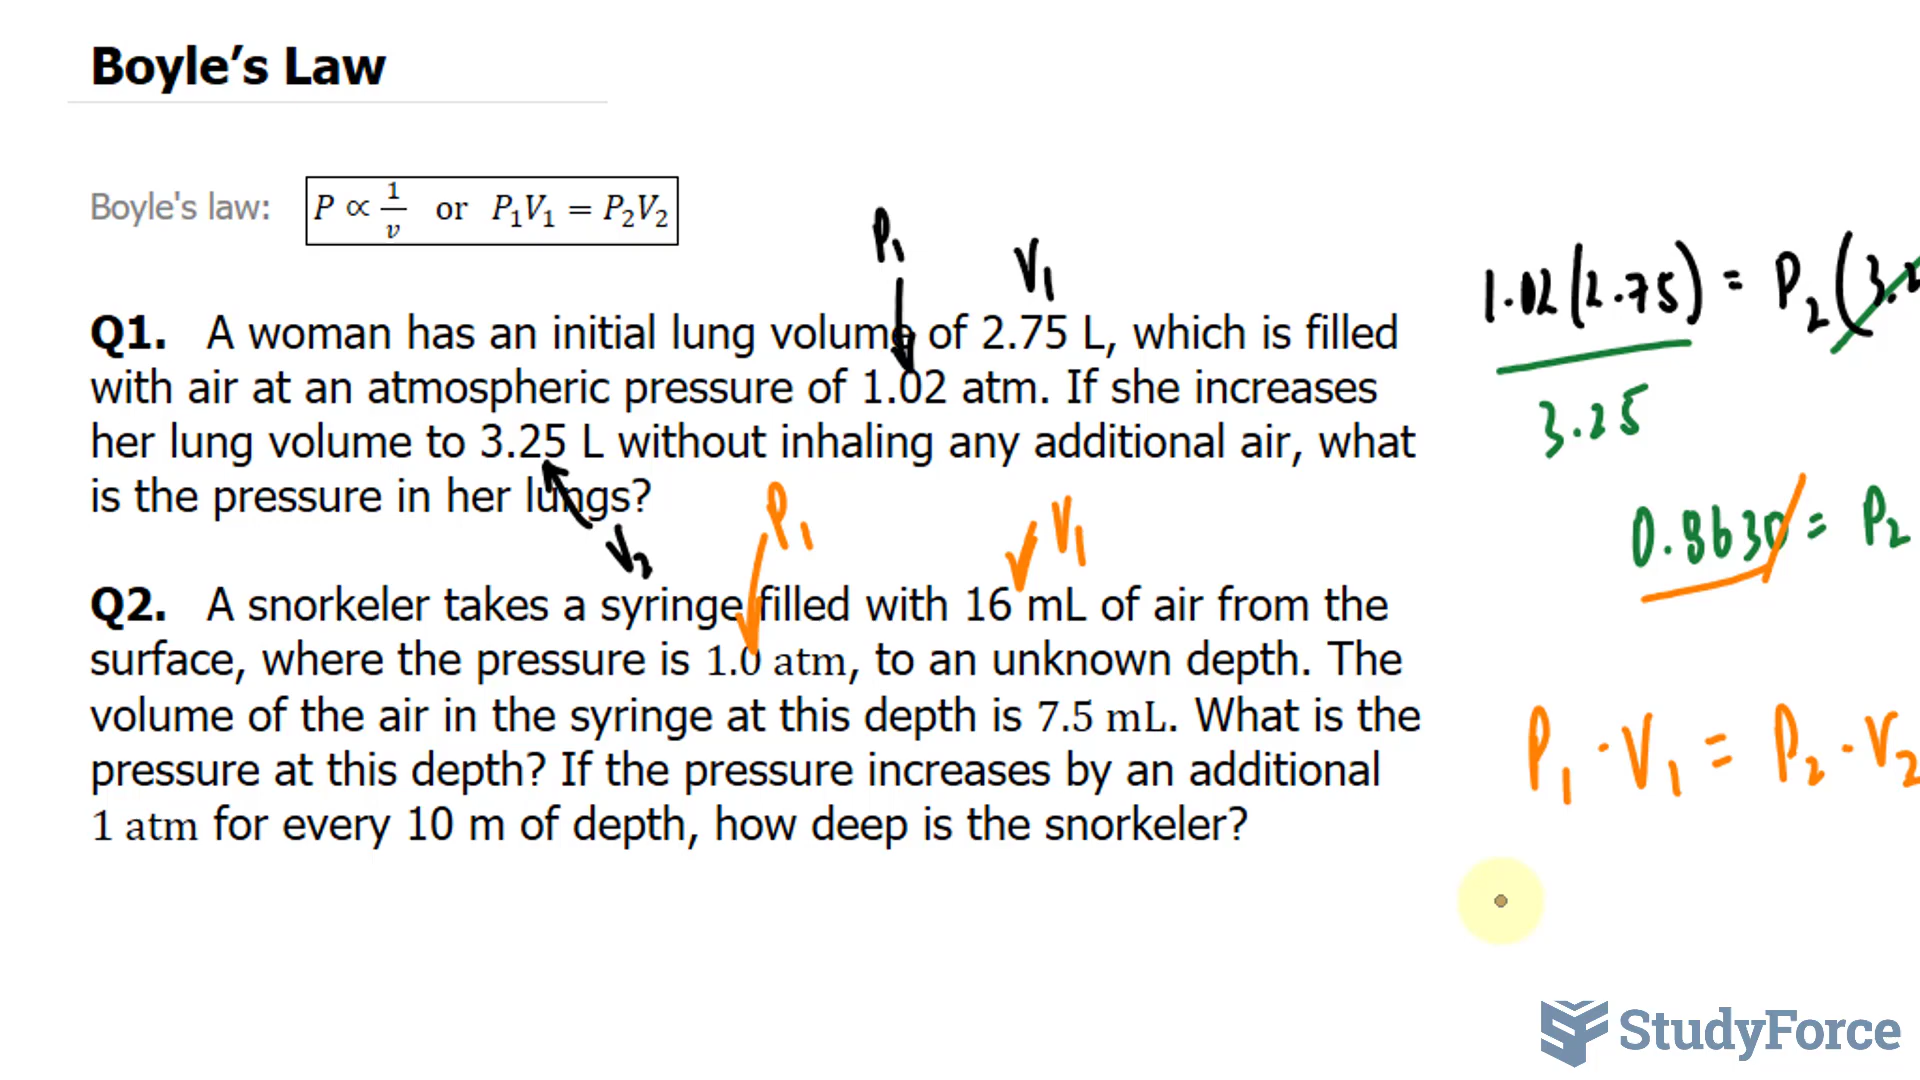 Boyle's Law
Boyle's law: P ∝ 1/v or P₁V₁ = P₂V₂
P₁
V₁
Q1. A woman has an initial lung volume of 2.75 L, which is filled
with air at an atmospheric pressure of 1.02 atm. If she increases
her lung volume to 3.25 L without inhaling any additional air, what
is the pressure in her lungs?
V₂
P₁
V₁
Q2. A snorkeler takes a syringe filled with 16 mL of air from the
surface, where the pressure is 1.0 atm, to an unknown depth. The
volume of the air in the syringe at this depth is 7.5 mL. What is the
pressure at this depth? If the pressure increases by an additional
1 atm for every 10 m of depth, how deep is the snorkeler?
1.02(2.75) = P₂(3.
3.25
0.8630 = P₂
P₁ · V₁ = P₂ · V₂
StudyForce